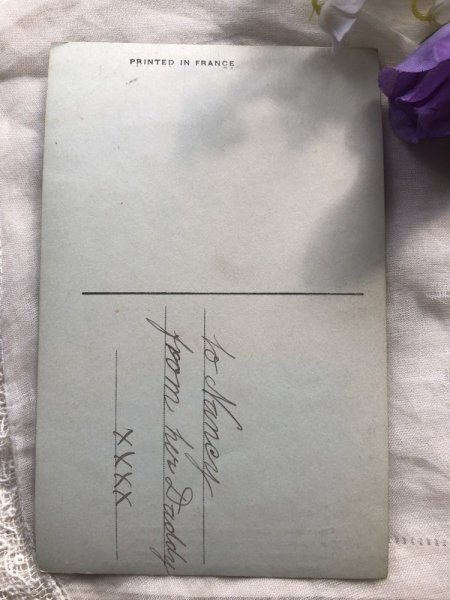 PRINTED IN FRANCE
to Nancy
from her Daddy
xxxx